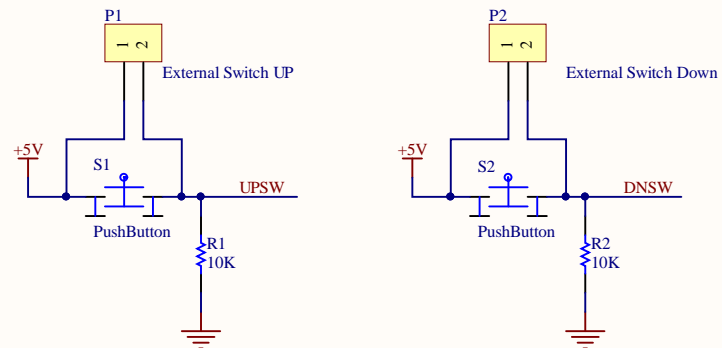 P1
1 2
External Switch UP
+5V
S1
UPSW
PushButton
R1
10K
P2
1 2
External Switch Down
+5V
S2
DNSW
PushButton
R2
10K